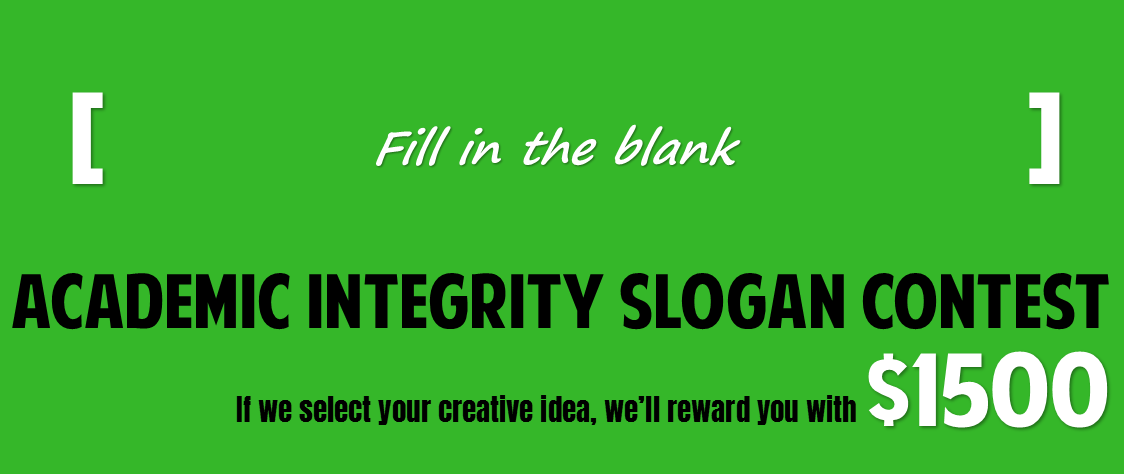 [ Fill in the blank ]
ACADEMIC INTEGRITY SLOGAN CONTEST
If we select your creative idea, we'll reward you with $1500